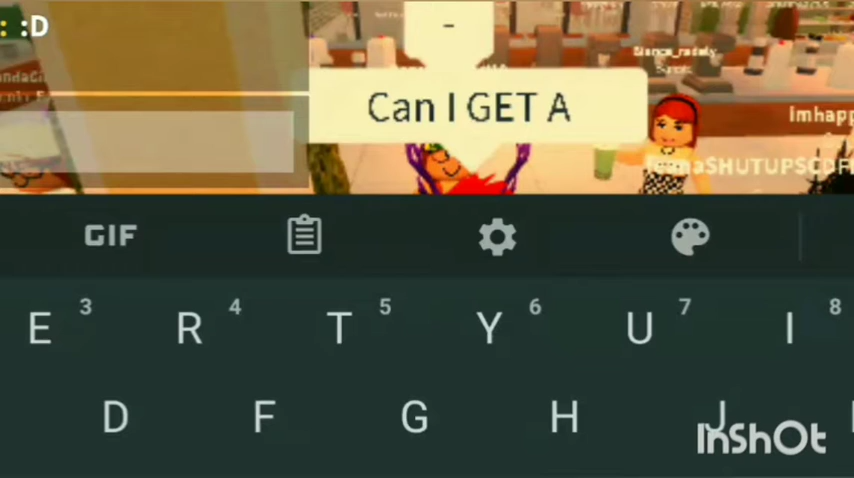 : :D
-
Can I GET A
Imhapp
GIF
E 3 R 4 T 5 Y 6 U 7 I 8
D F G H J
InShOt